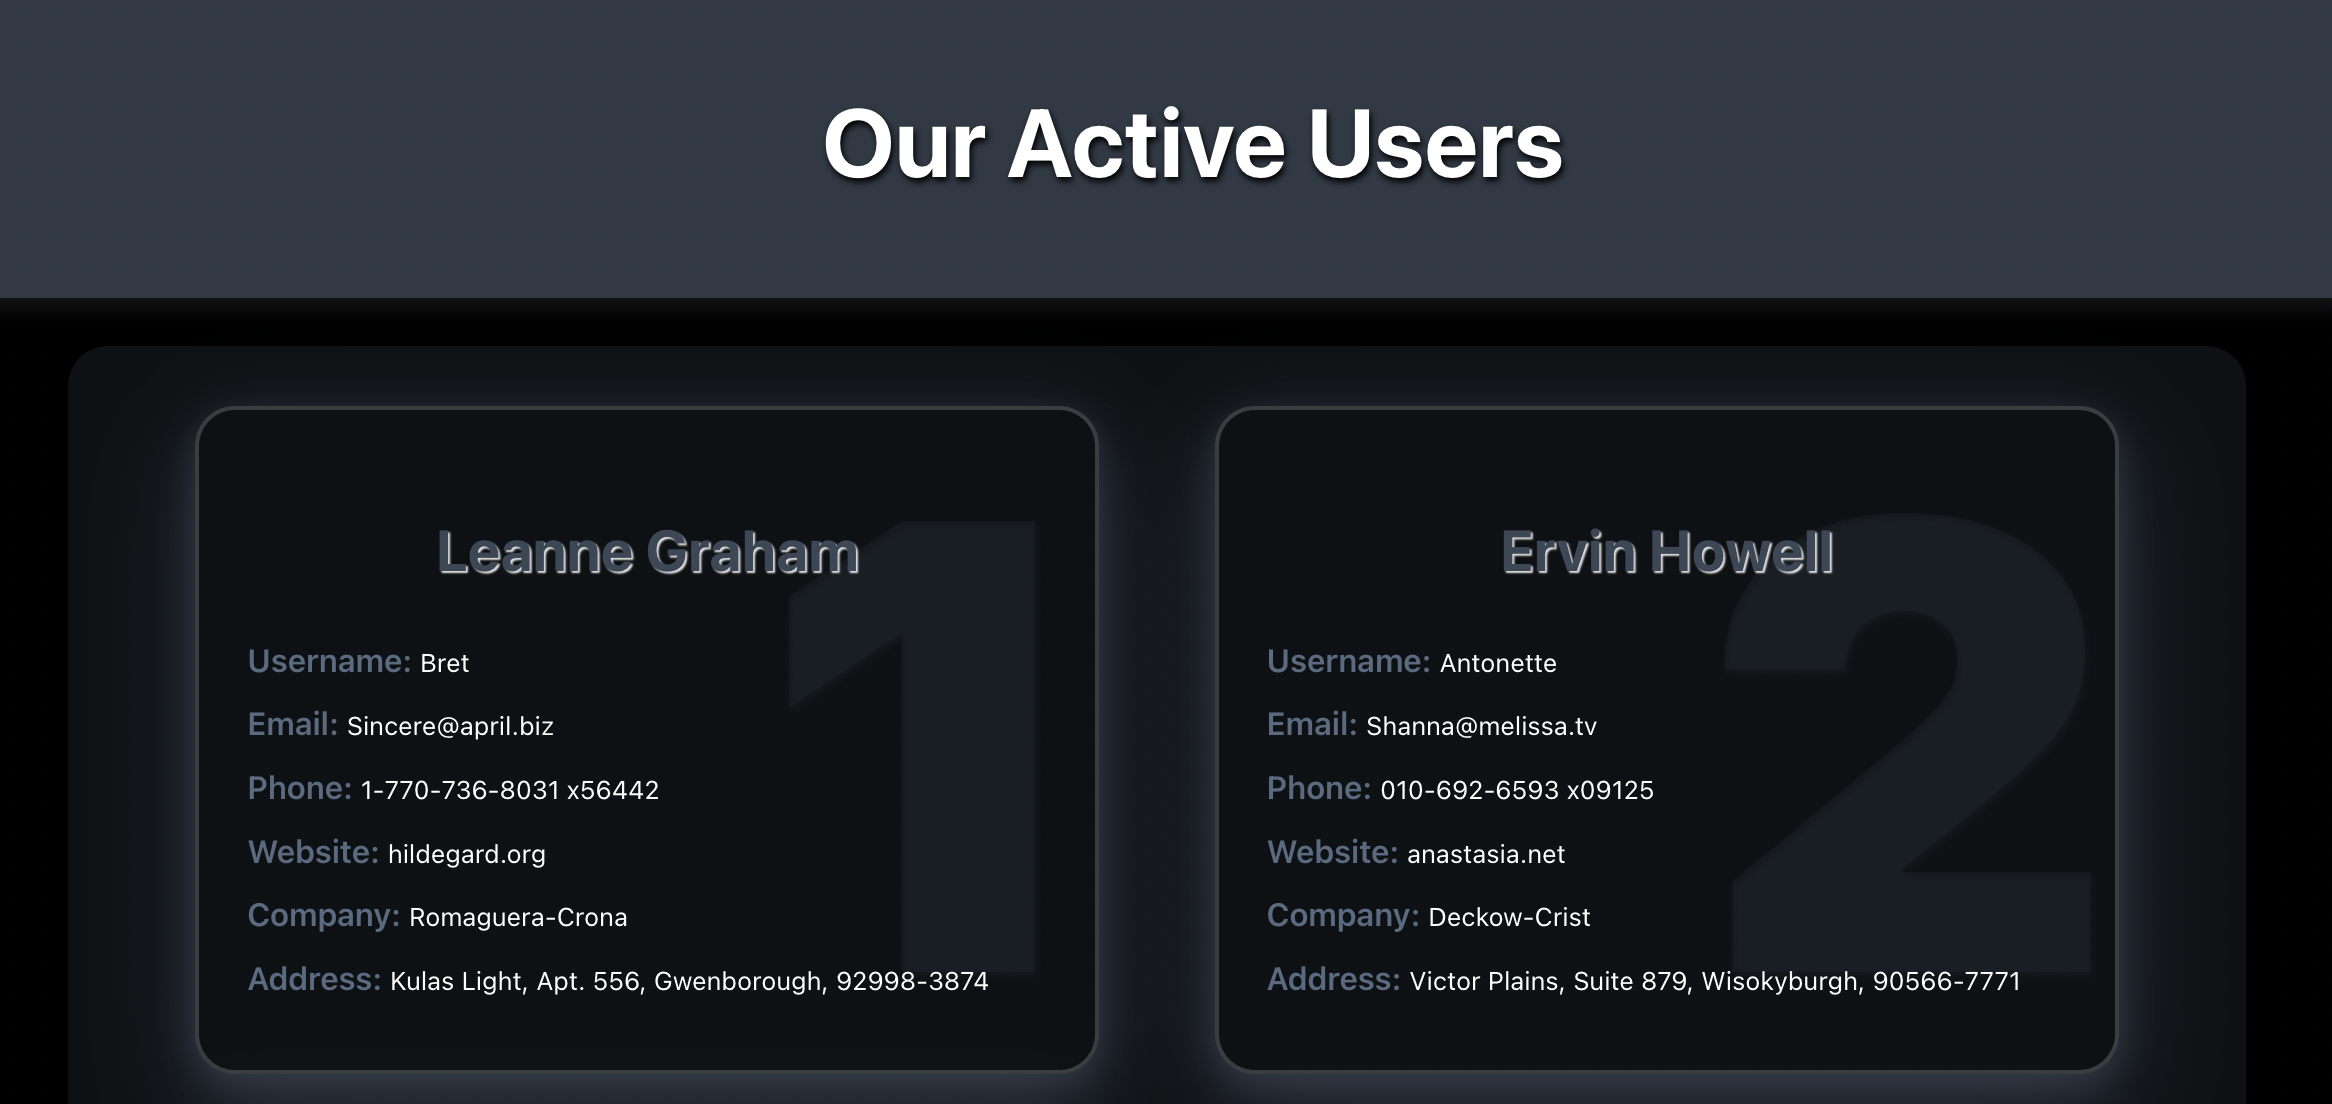 Our Active Users
Leanne Graham
1
Username: Bret
Email: Sincere@april.biz
Phone: 1-770-736-8031 x56442
Website: hildegard.org
Company: Romaguera-Crona
Address: Kulas Light, Apt. 556, Gwenborough, 92998-3874
Ervin Howell
2
Username: Antonette
Email: Shanna@melissa.tv
Phone: 010-692-6593 x09125
Website: anastasia.net
Company: Deckow-Crist
Address: Victor Plains, Suite 879, Wisokyburgh, 90566-7771